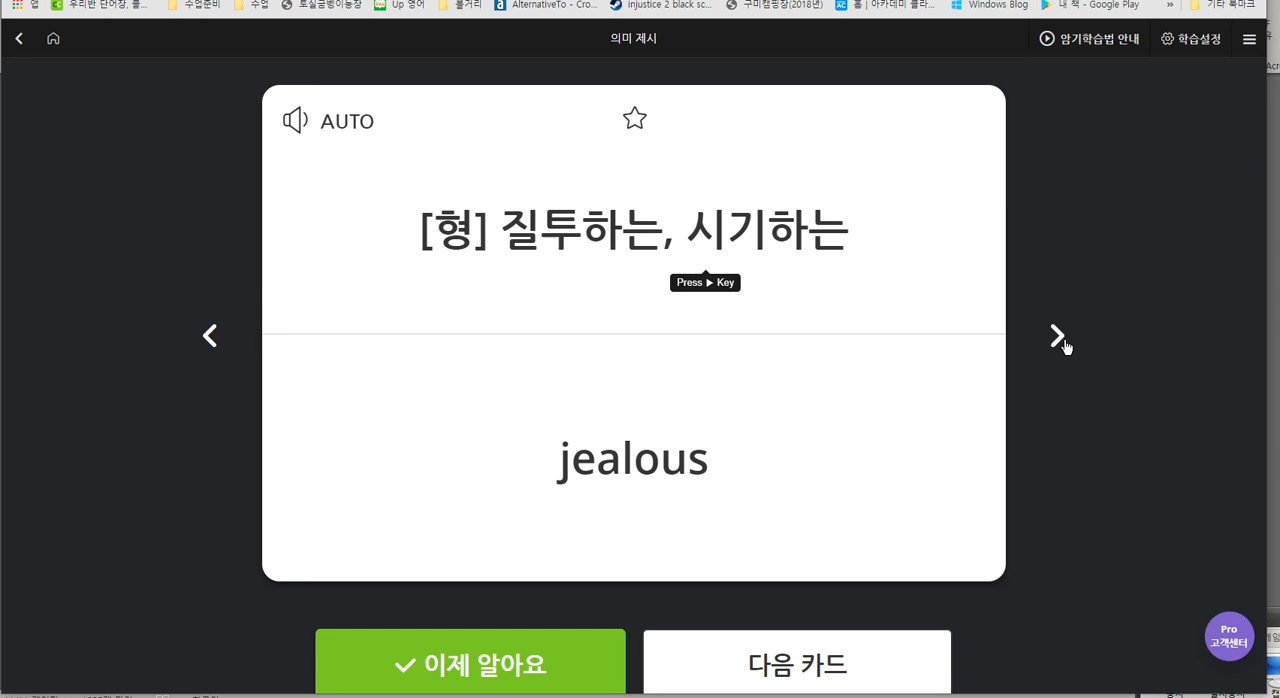 앱 우리반 단어장, 클... 수업준비 수업 토실금병이농장 Up 영어 볼거리 AlternativeTo - Cro... injustice 2 black sc... 구미캠핑장(2018년) 홈 | 아카데미 클라... Windows Blog 내 책 - Google Play » 기타 북마크
의미 제시 암기학습법 안내 학습설정
Acr
AUTO
[형] 질투하는, 시기하는
Press ▶ Key
jealous
Pro
고객센터
이제 알아요 다음 카드